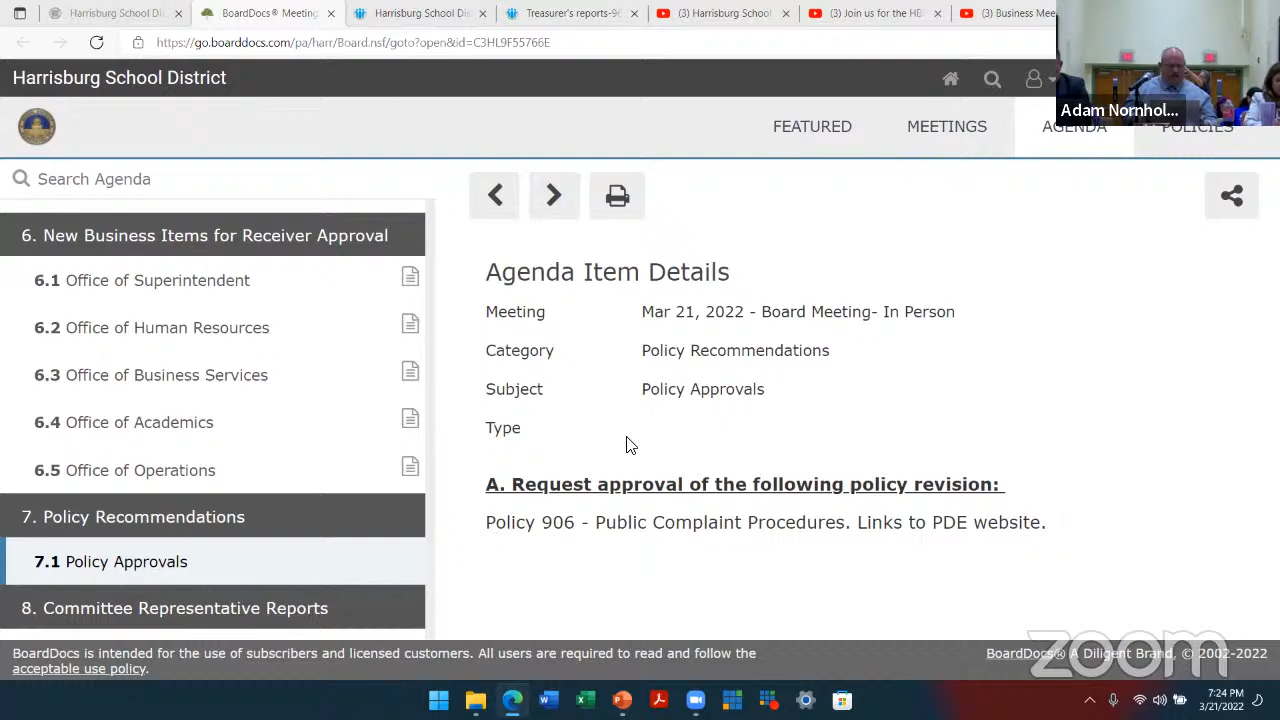 Harrisburg School District
BoardDocs® Meeting
Harrisburg School Di
Treasurer's reports-96
(3) Harrisburg School
(3) Join us for the HB
(3) Business Mee
https://go.boarddocs.com/pa/harr/Board.nsf/goto?open&id=C3HL9F55766E
Harrisburg School District
Adam Nornhol...
FEATURED
MEETINGS
AGENDA
POLICIES
Search Agenda
6. New Business Items for Receiver Approval
6.1 Office of Superintendent
6.2 Office of Human Resources
6.3 Office of Business Services
6.4 Office of Academics
6.5 Office of Operations
7. Policy Recommendations
7.1 Policy Approvals
8. Committee Representative Reports
Agenda Item Details
Meeting Mar 21, 2022 - Board Meeting- In Person
Category Policy Recommendations
Subject Policy Approvals
Type
A. Request approval of the following policy revision:
Policy 906 - Public Complaint Procedures. Links to PDE website.
zoom
BoardDocs is intended for the use of subscribers and licensed customers. All users are required to read and follow the
acceptable use policy.
BoardDocs® A Diligent Brand, © 2002-2022
7:24 PM
3/21/2022